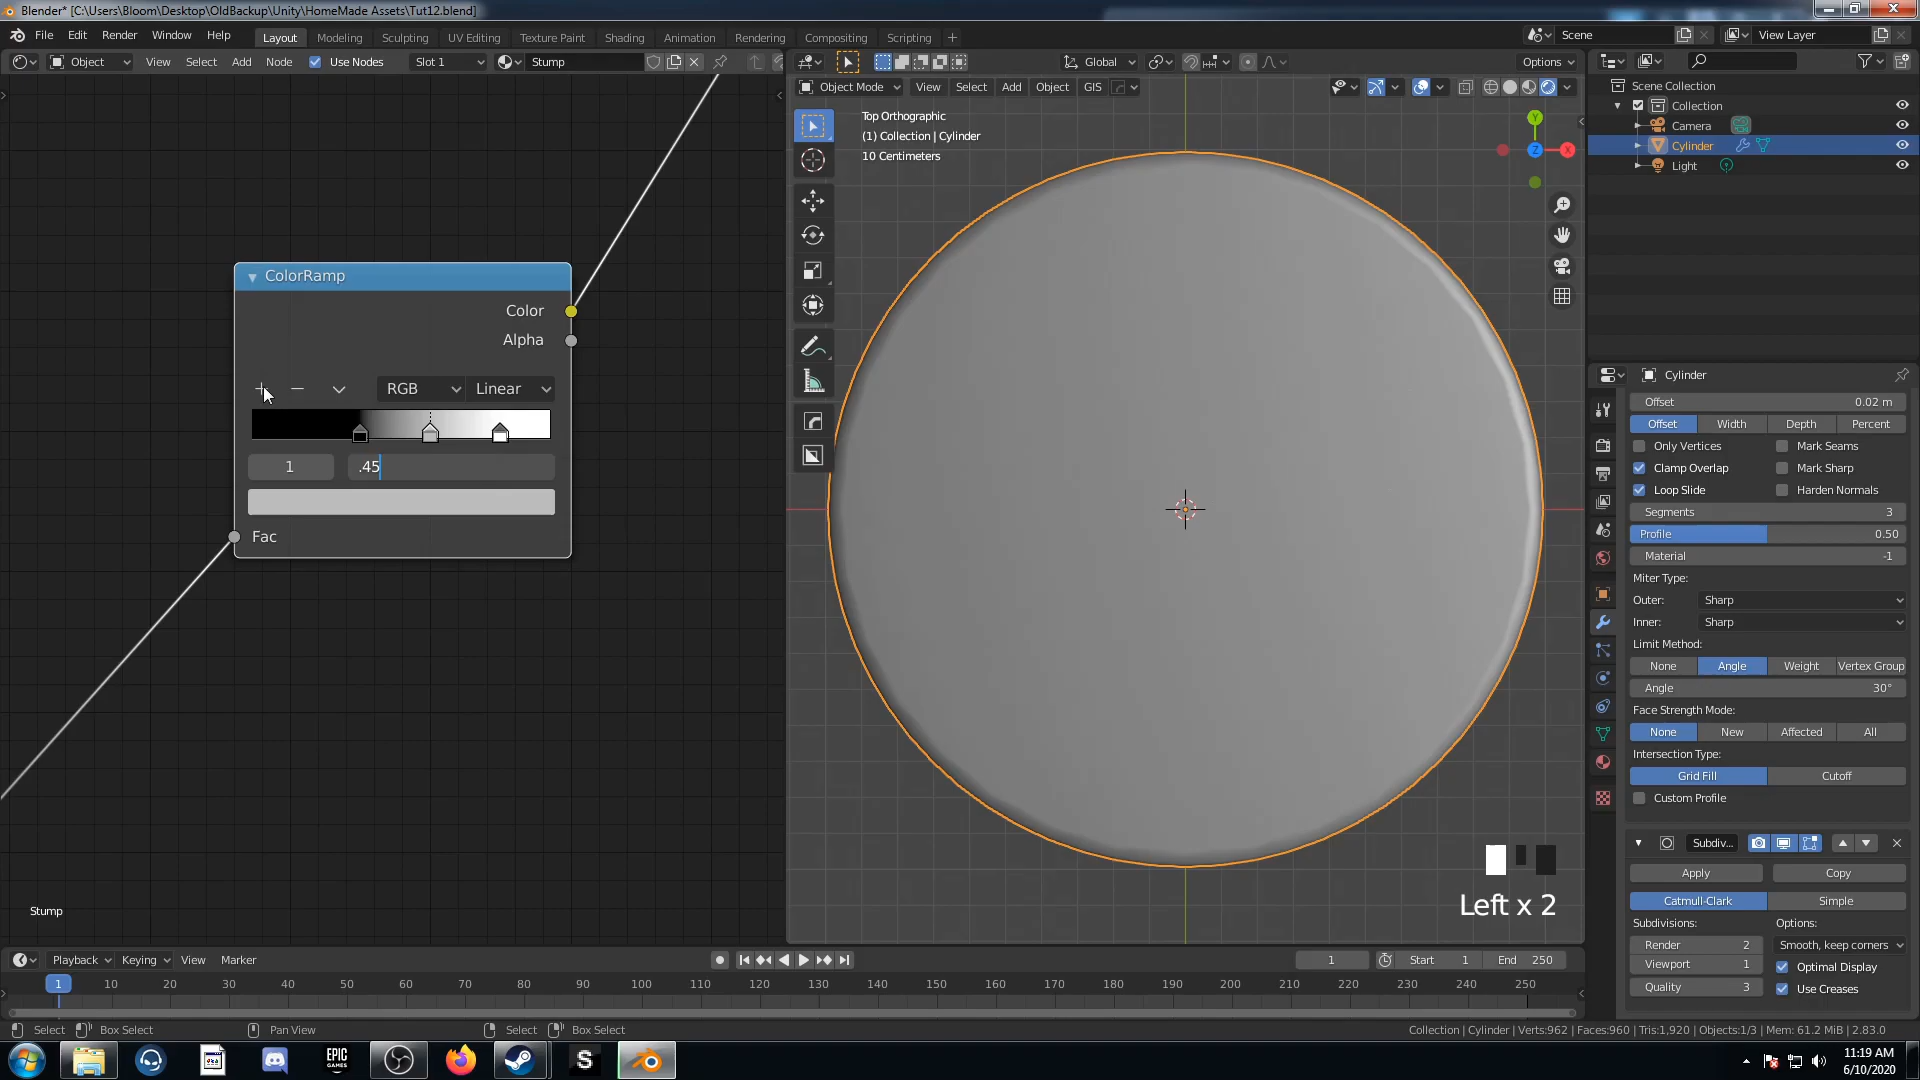 Blender* [C:\Users\Bloom\Desktop\OldBackup\Unity\HomeMade Assets\Tut12.blend]
File Edit Render Window Help Layout Modeling Sculpting UV Editing Texture Paint Shading Animation Rendering Compositing Scripting Scene View Layer
Object View Select Add Node Use Nodes Slot 1 Stump Global Options
Object Mode View Select Add Object GIS
Top Orthographic
(1) Collection | Cylinder
10 Centimeters
Y
Z
X
Scene Collection
Collection
Camera
Cylinder
Light
ColorRamp
Color
Alpha
RGB Linear
1 .45
Fac
Stump
Left x 2
Cylinder
Offset 0.02 m
Offset Width Depth Percent
Only Vertices Mark Seams
Clamp Overlap Mark Sharp
Loop Slide Harden Normals
Segments 3
Profile 0.50
Material -1
Miter Type:
Outer: Sharp
Inner: Sharp
Limit Method:
None Angle Weight Vertex Group
Angle 30°
Face Strength Mode:
None New Affected All
Intersection Type:
Grid Fill Cutoff
Custom Profile
Subdiv...
Apply Copy
Catmull-Clark Simple
Subdivisions: Options:
Render 2 Smooth, keep corners
Viewport 1 Optimal Display
Quality 3 Use Creases
Playback Keying View Marker 1 Start 1 End 250
1 10 20 30 40 50 60 70 80 90 100 110 120 130 140 150 160 170 180 190 200 210 220 230 240 250
Select Box Select Pan View Select Box Select Collection | Cylinder | Verts:962 | Faces:960 | Tris:1,920 | Objects:1/3 | Mem: 61.2 MiB | 2.83.0
EPIC
GAMES
S
11:19 AM
6/10/2020